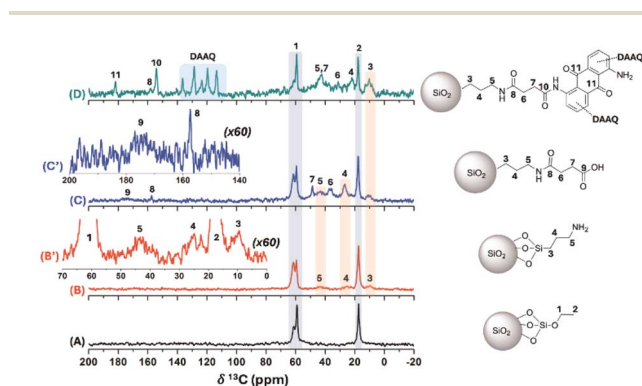 DAAQ
1
2
11
10
9
8
5,7
6
4
3
(D)
9
8
(x60)
(C')
200 180 160 140
7
5
6
4
9
8
(C)
1
5
4
2
3
(x60)
(B')
70 60 50 40 30 20 10 0
5
4
3
(B)
(A)
200 180 160 140 120 100 80 60 40 20 0 -20
δ ¹³C (ppm)
DAAQ
O
11
NH₂
O
O
H
N
3
5
7
10
N
H
4
8
6
O
11
O
SiO₂
DAAQ
O
3
5
7
9
OH
N
H
4
8
6
O
SiO₂
4
NH₂
O
O
Si
5
O
3
SiO₂
1
2
O
O
Si
O
O
SiO₂